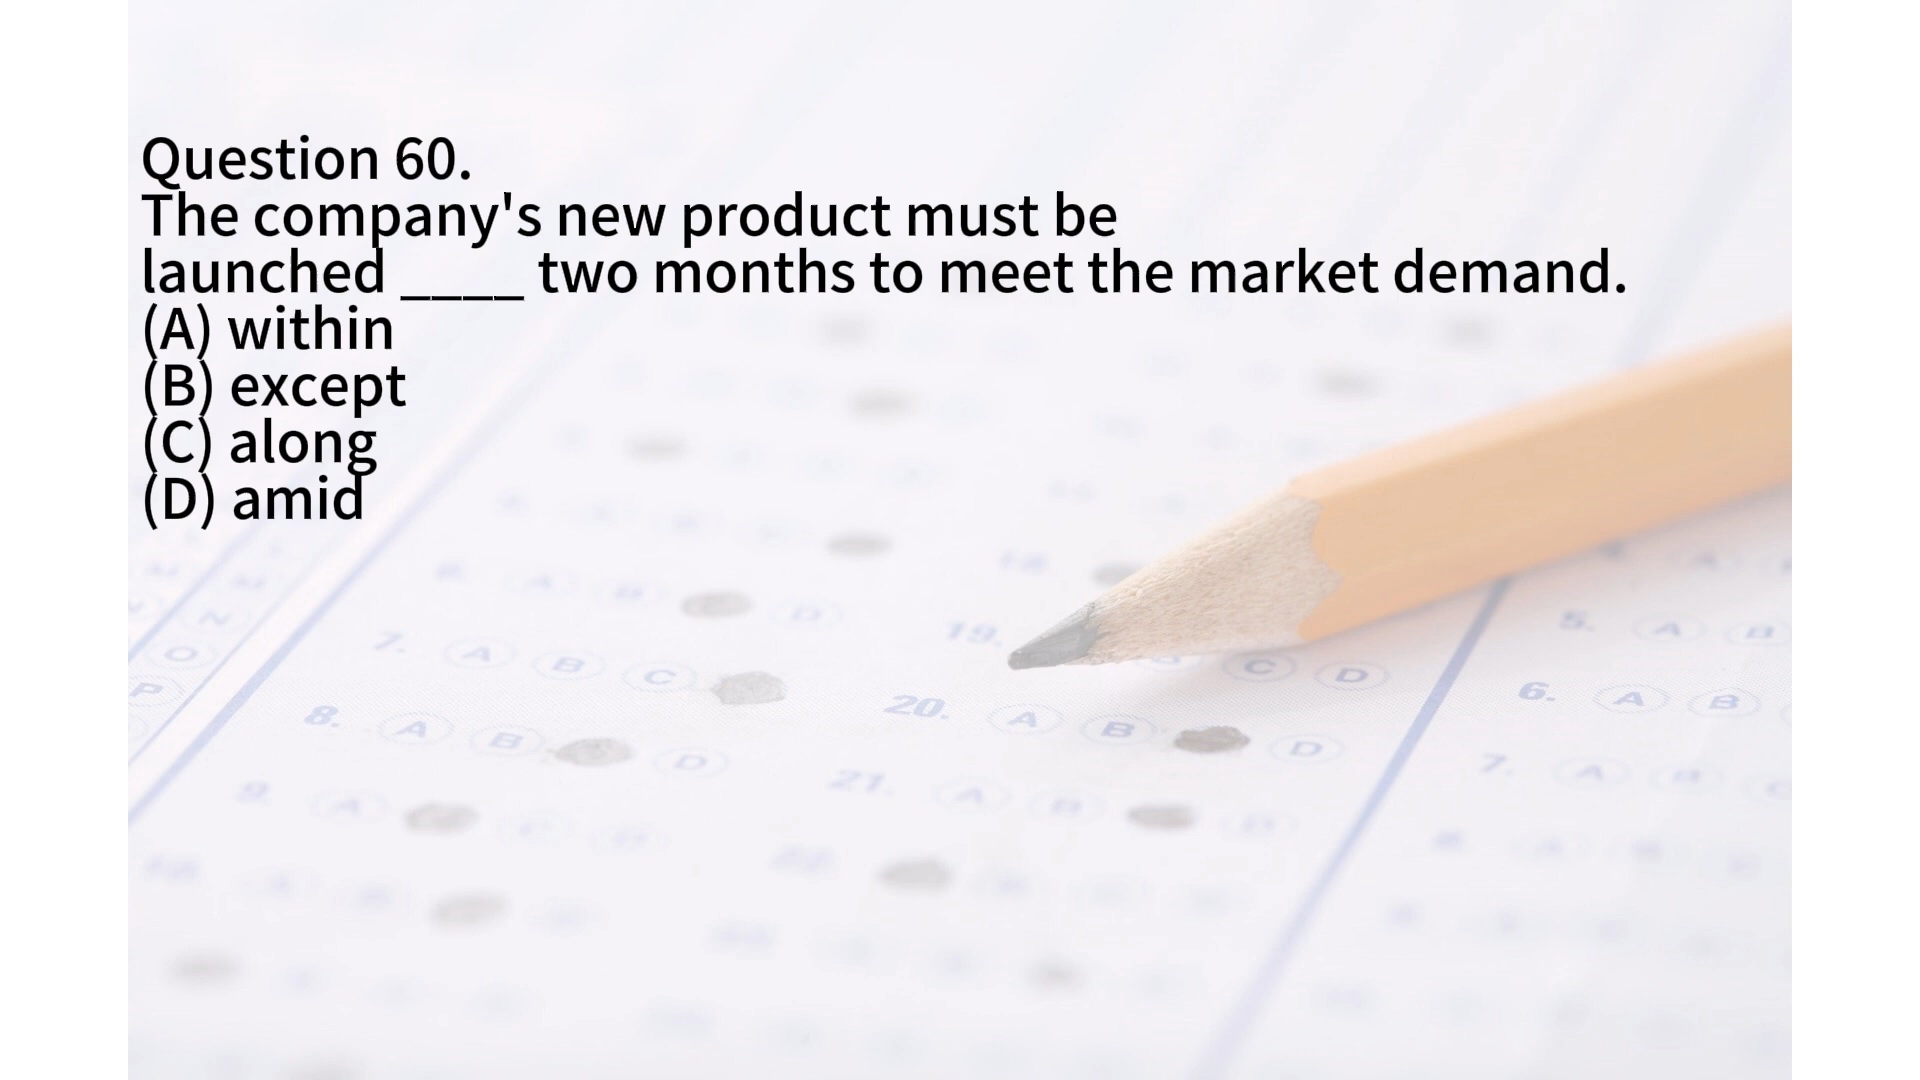 Question 60.
The company's new product must be
launched ____ two months to meet the market demand.
(A) within
(B) except
(C) along
(D) amid